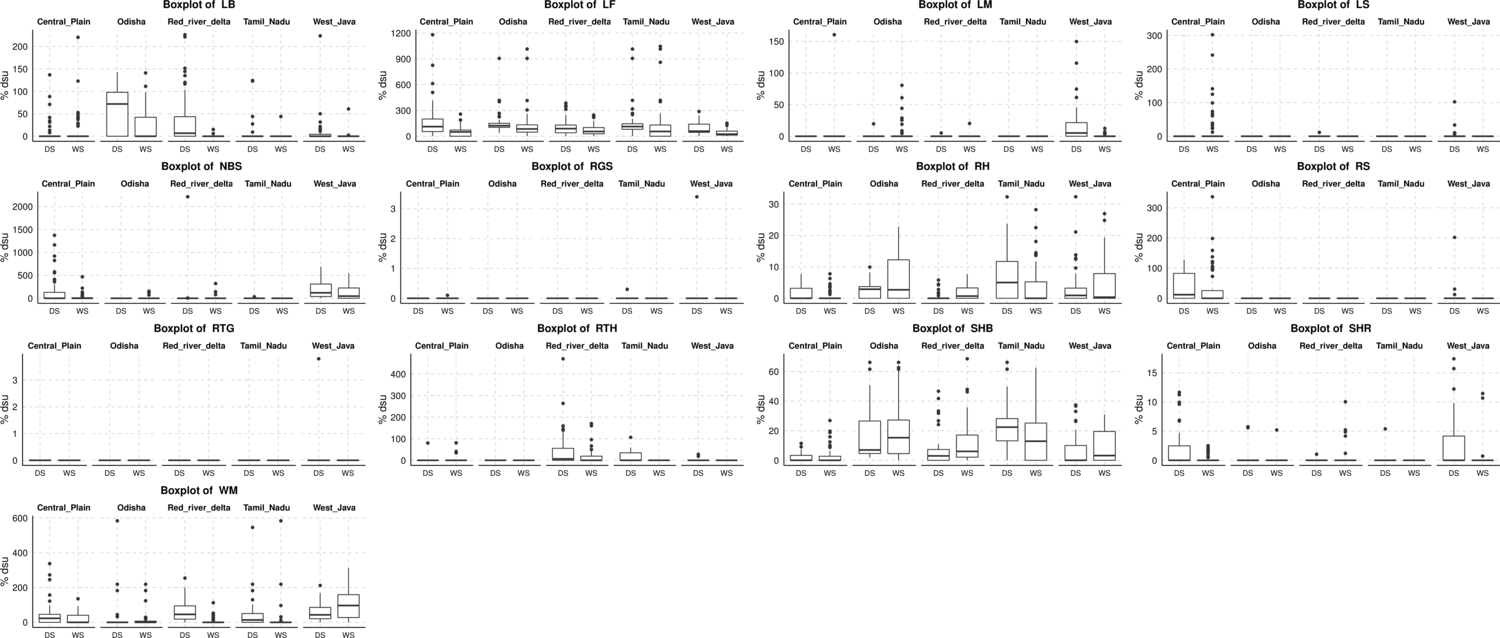 Boxplot of LB
Central_Plain Odisha Red_river_delta Tamil_Nadu West_Java
% dsu
200
150
100
50
0
DS WS DS WS DS WS DS WS DS WS
Boxplot of LF
Central_Plain Odisha Red_river_delta Tamil_Nadu West_Java
% dsu
1200
900
600
300
0
DS WS DS WS DS WS DS WS DS WS
Boxplot of LM
Central_Plain Odisha Red_river_delta Tamil_Nadu West_Java
% dsu
150
100
50
0
DS WS DS WS DS WS DS WS DS WS
Boxplot of LS
Central_Plain Odisha Red_river_delta Tamil_Nadu West_Java
% dsu
300
200
100
0
DS WS DS WS DS WS DS WS DS WS
Boxplot of NBS
Central_Plain Odisha Red_river_delta Tamil_Nadu West_Java
% dsu
2000
1500
1000
500
0
DS WS DS WS DS WS DS WS DS WS
Boxplot of RGS
Central_Plain Odisha Red_river_delta Tamil_Nadu West_Java
% dsu
3
2
1
0
DS WS DS WS DS WS DS WS DS WS
Boxplot of RH
Central_Plain Odisha Red_river_delta Tamil_Nadu West_Java
% dsu
30
20
10
0
DS WS DS WS DS WS DS WS DS WS
Boxplot of RS
Central_Plain Odisha Red_river_delta Tamil_Nadu West_Java
% dsu
300
200
100
0
DS WS DS WS DS WS DS WS DS WS
Boxplot of RTG
Central_Plain Odisha Red_river_delta Tamil_Nadu West_Java
% dsu
3
2
1
0
DS WS DS WS DS WS DS WS DS WS
Boxplot of RTH
Central_Plain Odisha Red_river_delta Tamil_Nadu West_Java
% dsu
400
300
200
100
0
DS WS DS WS DS WS DS WS DS WS
Boxplot of SHB
Central_Plain Odisha Red_river_delta Tamil_Nadu West_Java
% dsu
60
40
20
0
DS WS DS WS DS WS DS WS DS WS
Boxplot of SHR
Central_Plain Odisha Red_river_delta Tamil_Nadu West_Java
% dsu
15
10
5
0
DS WS DS WS DS WS DS WS DS WS
Boxplot of WM
Central_Plain Odisha Red_river_delta Tamil_Nadu West_Java
% dsu
600
400
200
0
DS WS DS WS DS WS DS WS DS WS